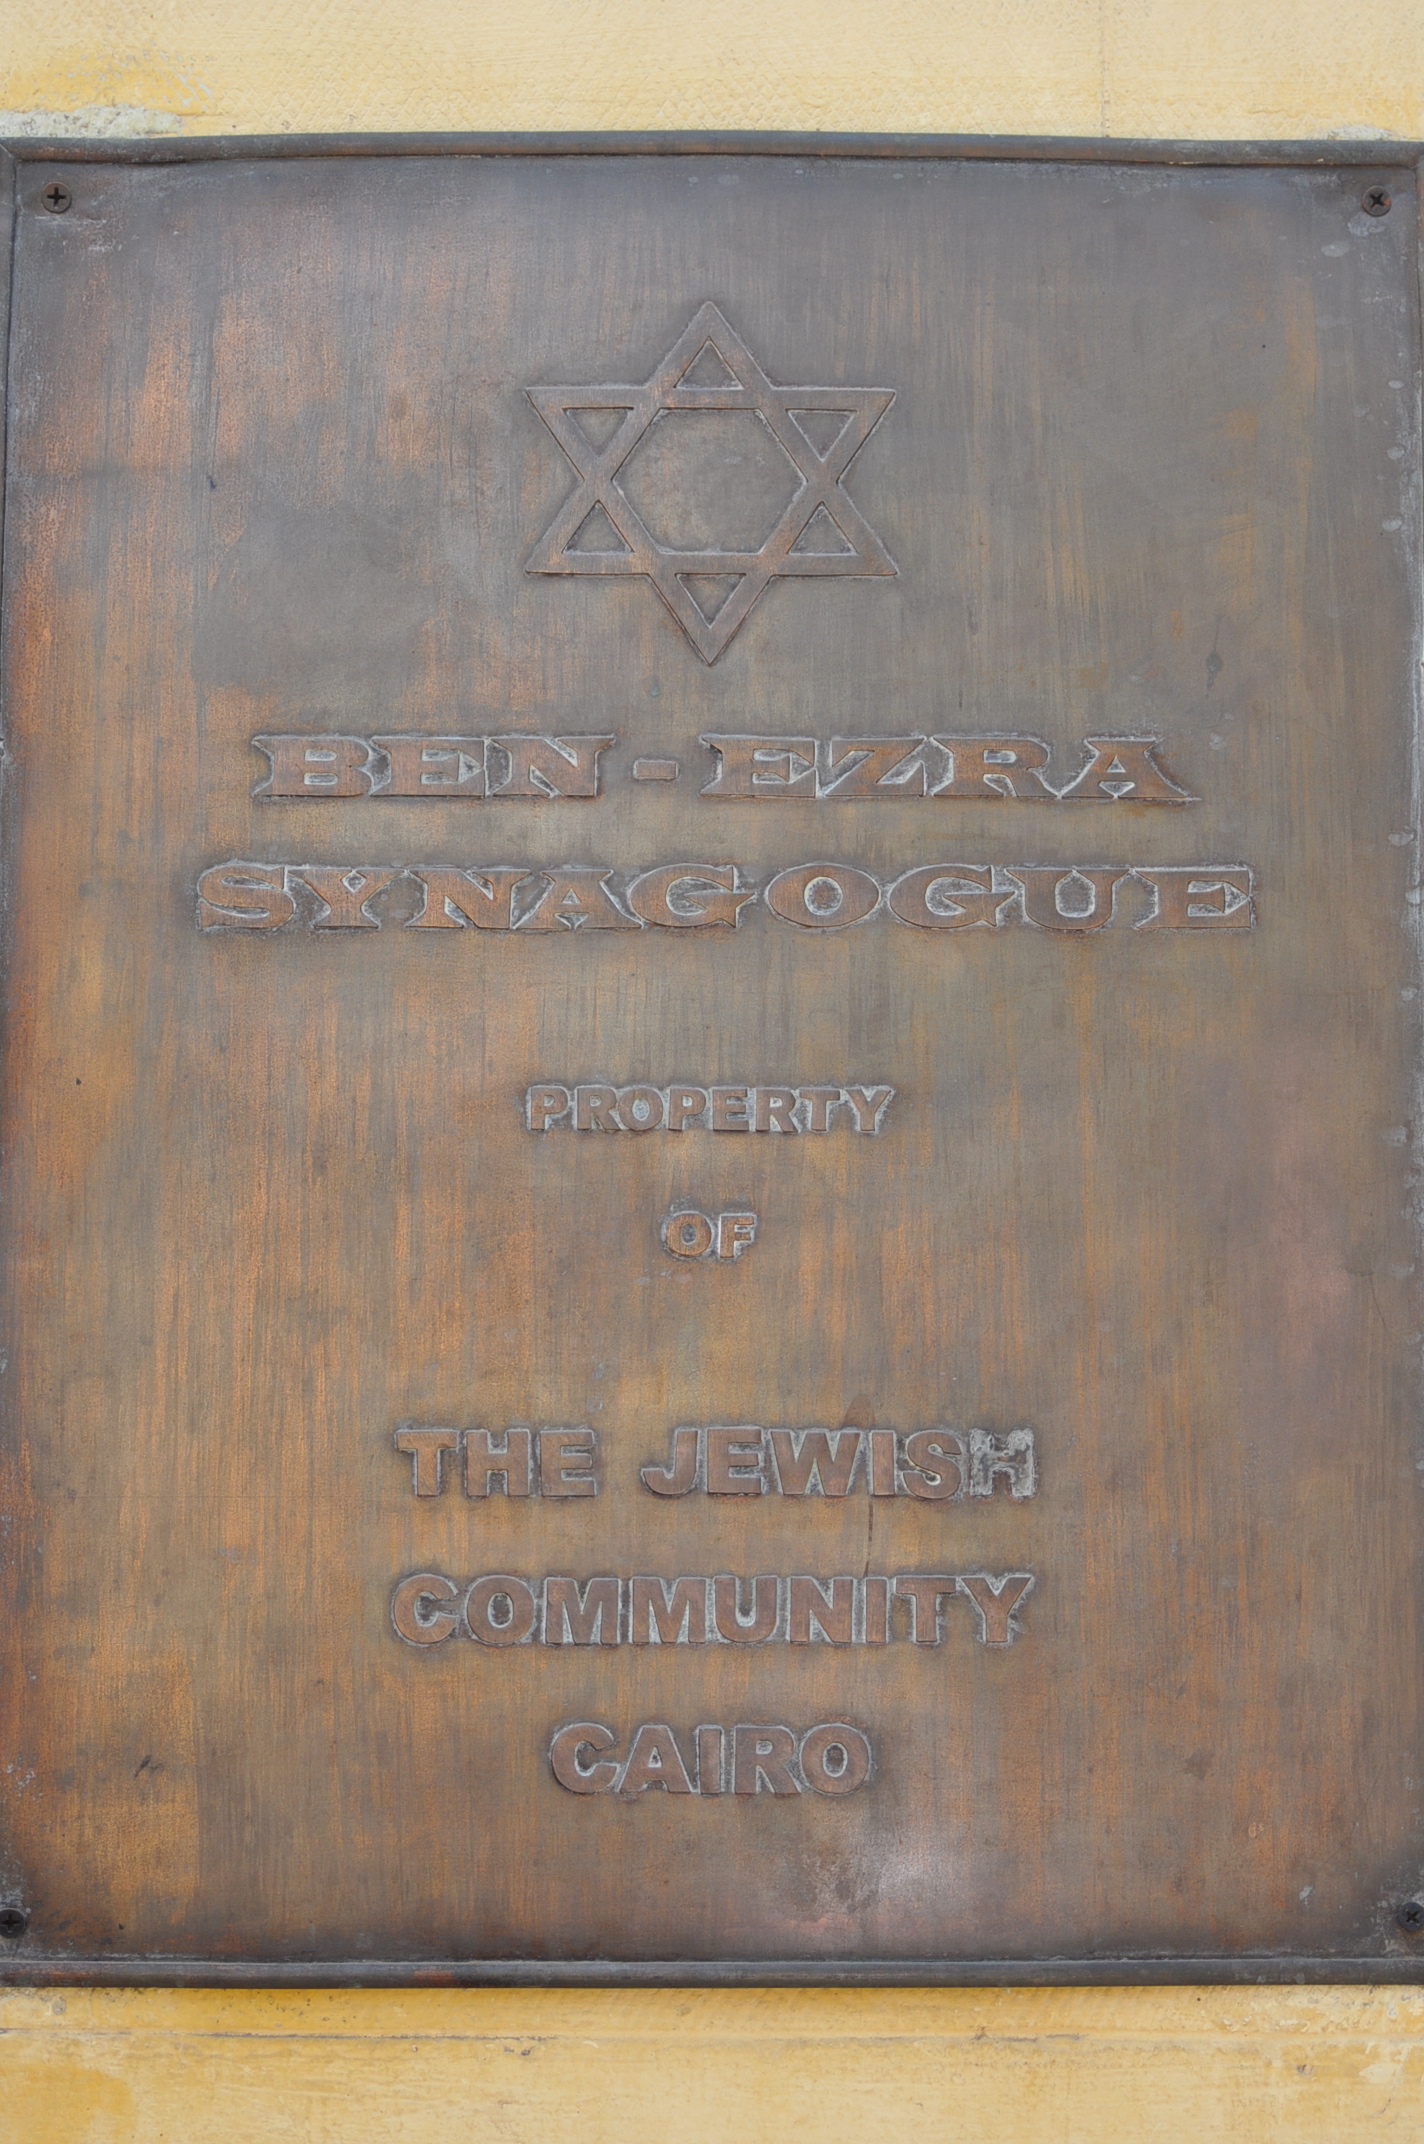 BEN - EZRA
SYNAGOGUE
PROPERTY
OF
THE JEWISH
COMMUNITY
CAIRO